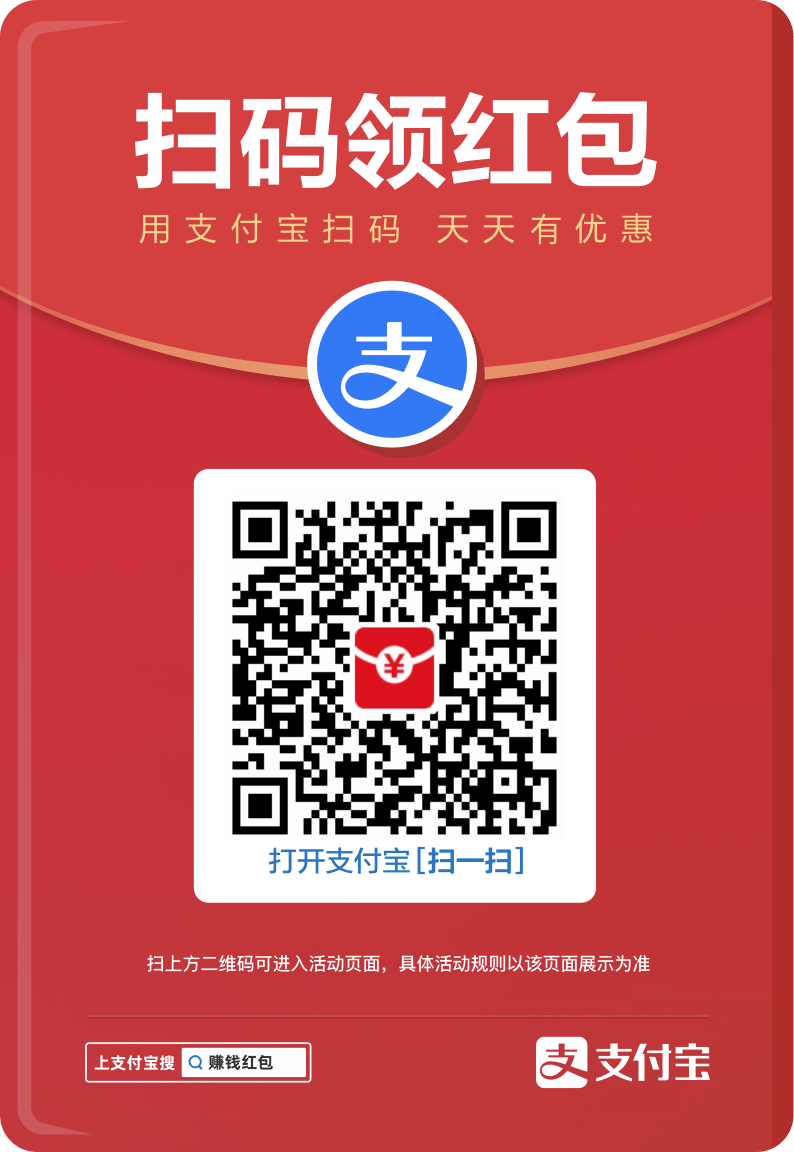 扫码领红包
用支付宝扫码 天天有优惠
支
¥
打开支付宝[扫一扫]
扫上方二维码可进入活动页面，具体活动规则以该页面展示为准
上支付宝搜 赚钱红包
支 支付宝